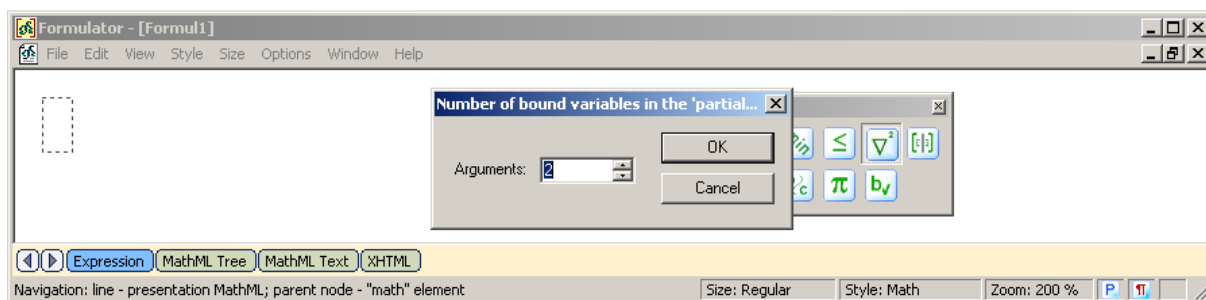 Formulator - [Formul1]
File Edit View Style Size Options Window Help
Number of bound variables in the 'partial...
Arguments: 2
OK
Cancel
≤ ∇² [:|:]
c π b√
Expression MathML Tree MathML Text XHTML
Navigation: line - presentation MathML; parent node - "math" element Size: Regular Style: Math Zoom: 200 % P ¶